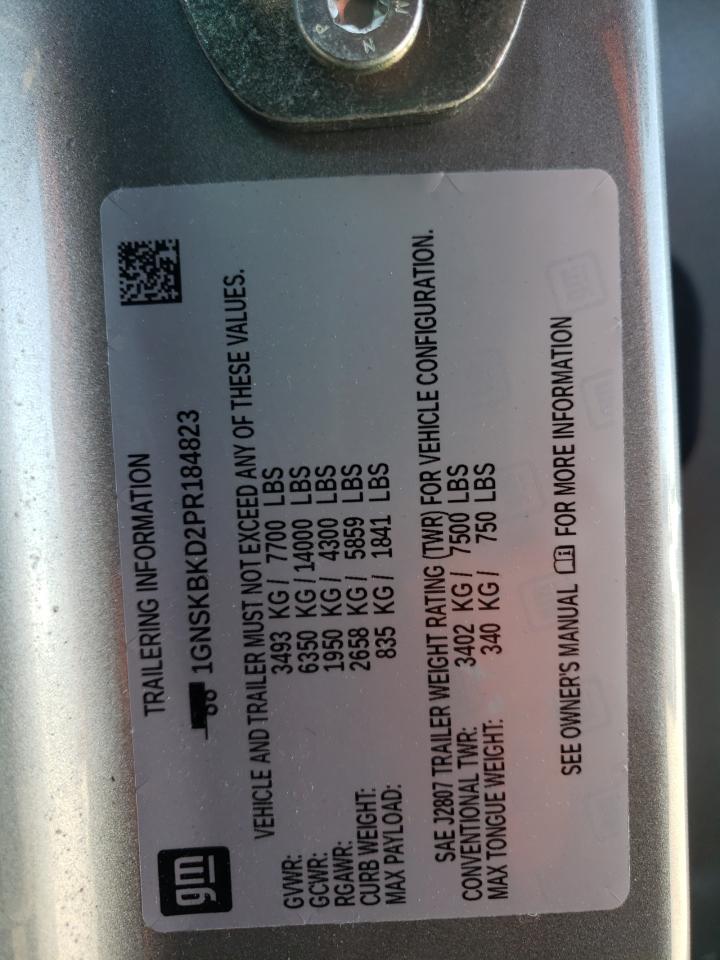 gm
TRAILERING INFORMATION
1GNSKBKD2PR184823
VEHICLE AND TRAILER MUST NOT EXCEED ANY OF THESE VALUES.
GVWR: 3493 KG / 7700 LBS
GCWR: 6350 KG / 14000 LBS
RGAWR: 1950 KG / 4300 LBS
CURB WEIGHT: 2658 KG / 5859 LBS
MAX PAYLOAD: 835 KG / 1841 LBS
SAE J2807 TRAILER WEIGHT RATING (TWR) FOR VEHICLE CONFIGURATION.
CONVENTIONAL TWR: 3402 KG / 7500 LBS
MAX TONGUE WEIGHT: 340 KG / 750 LBS
SEE OWNER'S MANUAL FOR MORE INFORMATION